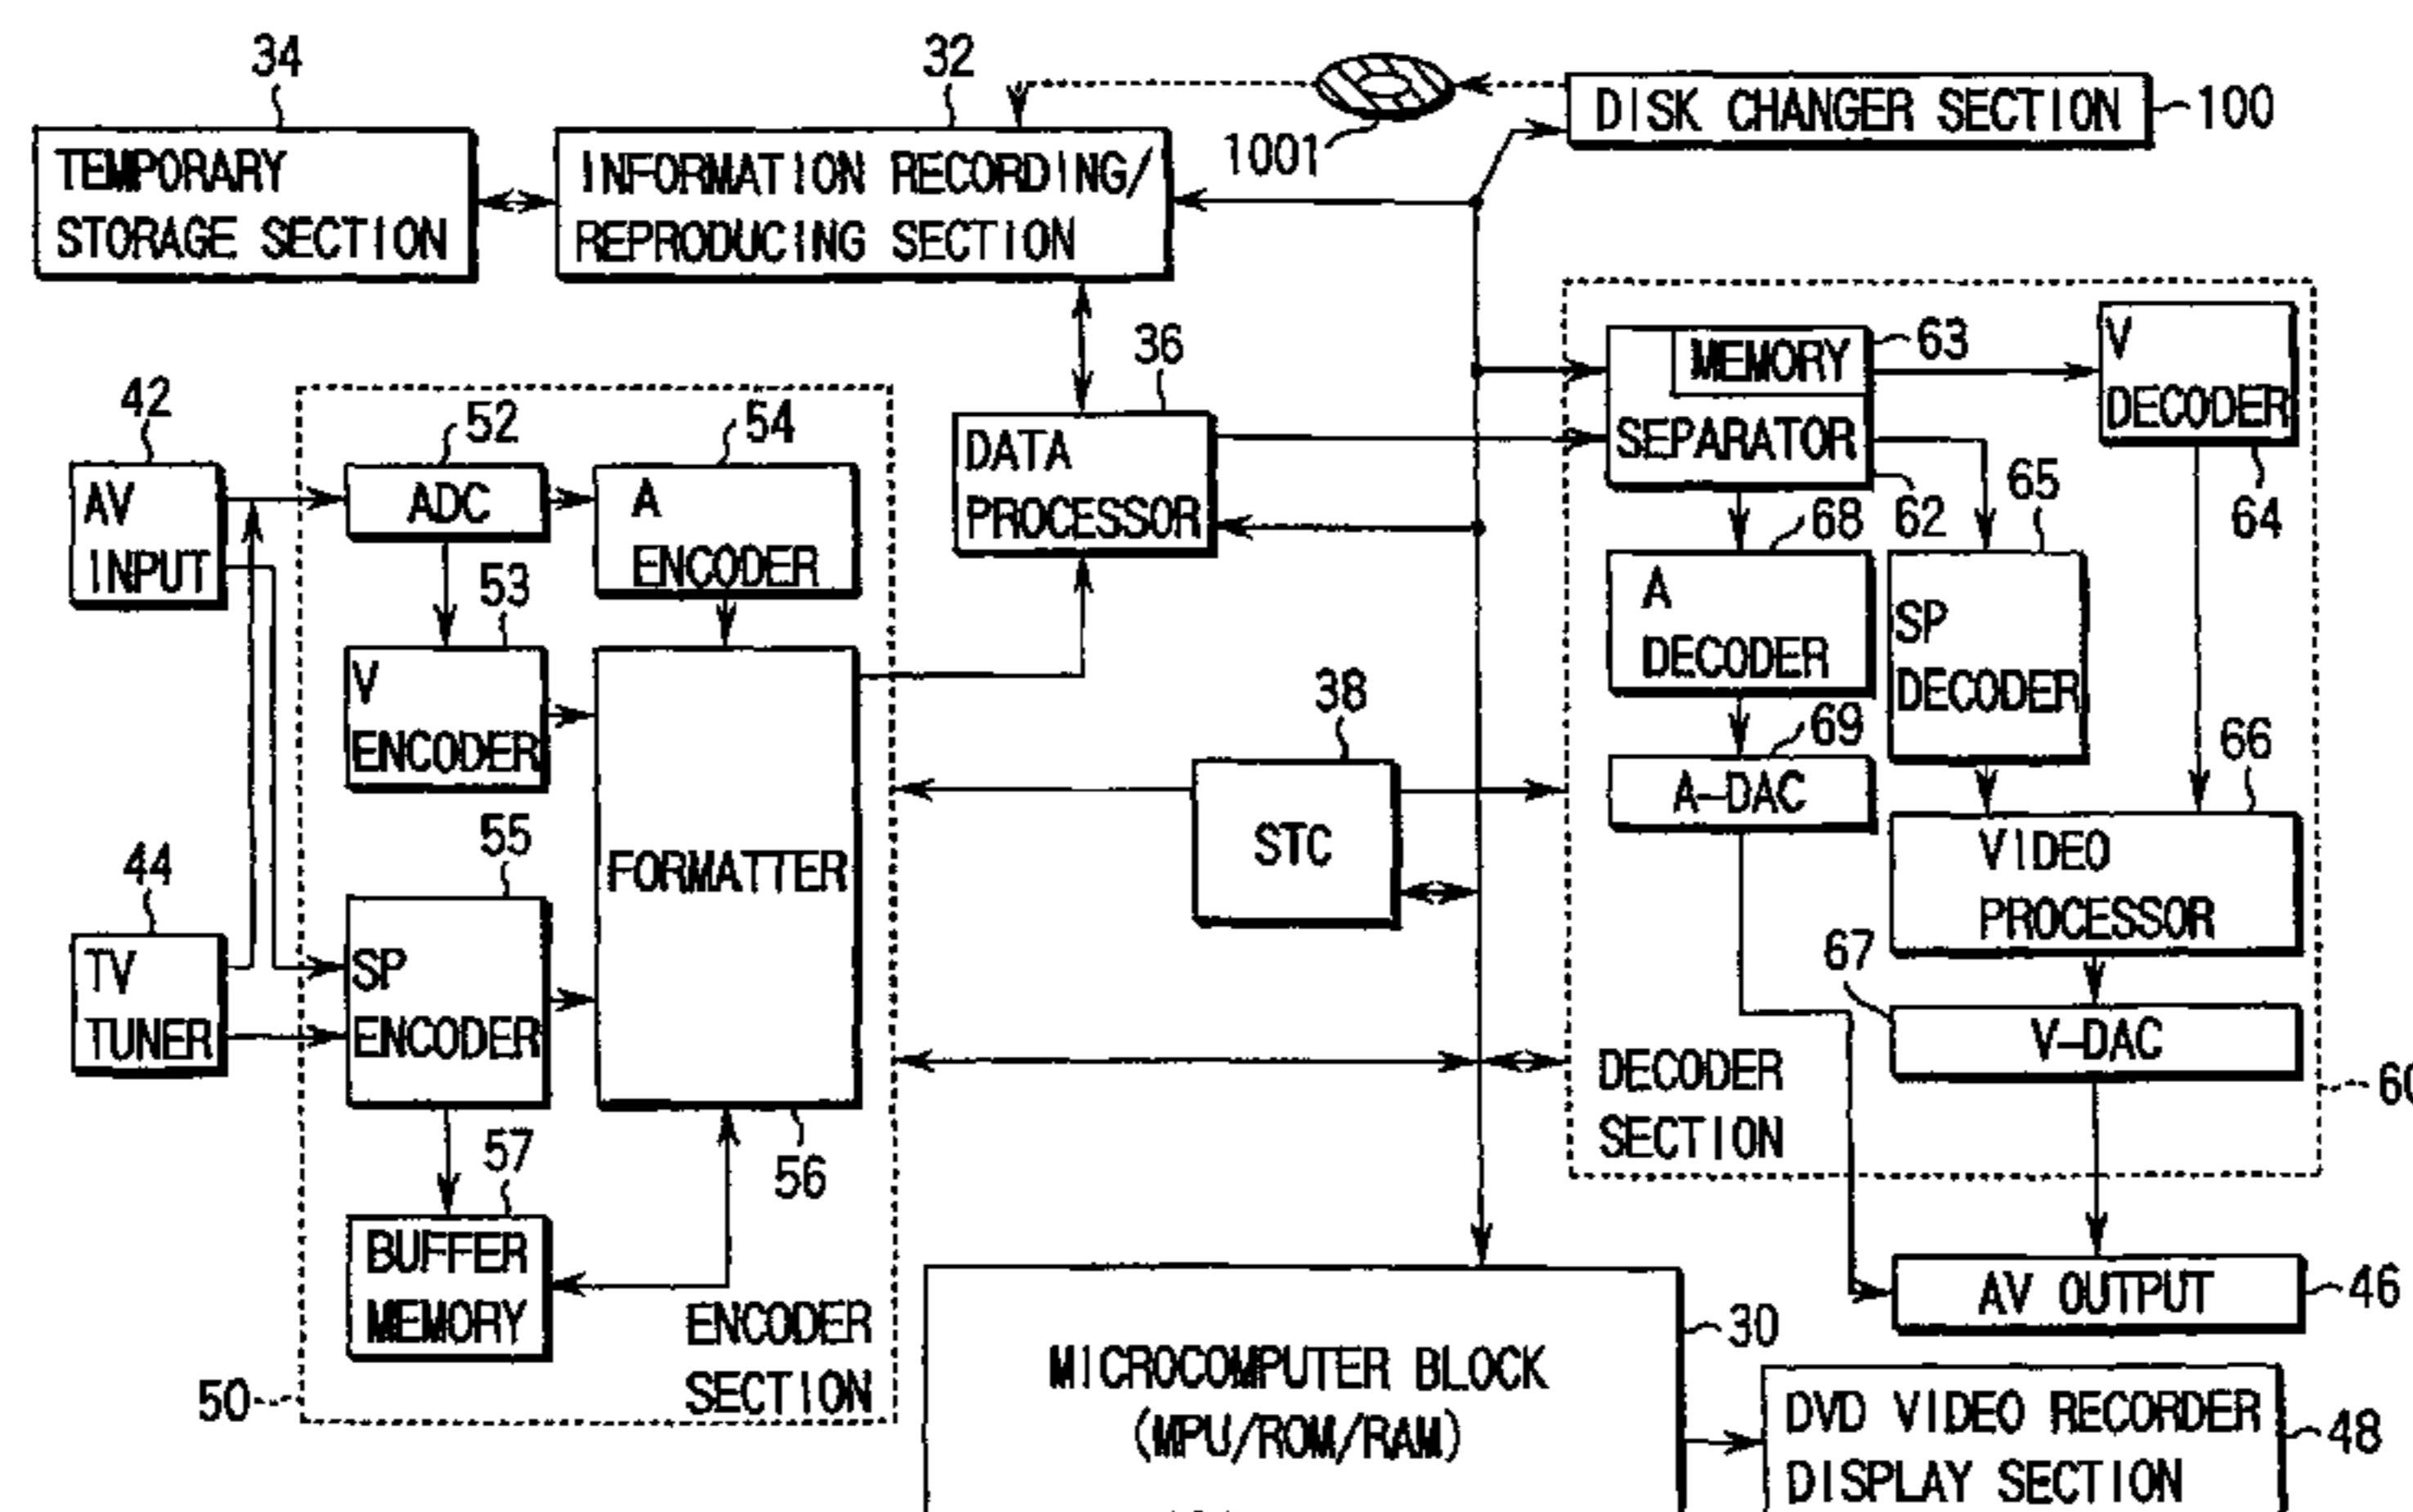 34
32
1001
DISK CHANGER SECTION
100
TEMPORARY
STORAGE SECTION
INFORMATION RECORDING/
REPRODUCING SECTION
42
AV
INPUT
44
TV
TUNER
52
ADC
54
A
ENCODER
53
V
ENCODER
55
SP
ENCODER
FORMATTER
56
57
BUFFER
MEMORY
ENCODER
SECTION
50
36
DATA
PROCESSOR
38
STC
MEMORY
63
SEPARATOR
62
V
DECODER
64
68
A
DECODER
65
SP
DECODER
69
A-DAC
66
VIDEO
PROCESSOR
67
V-DAC
DECODER
SECTION
AV OUTPUT
46
30
MICROCOMPUTER BLOCK
(MPU/ROM/RAM)
DVD VIDEO RECORDER
DISPLAY SECTION
48